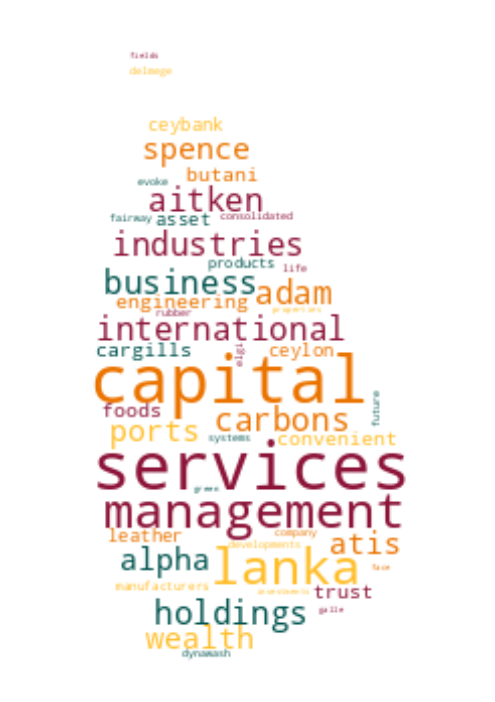 fields
delmege
ceybank
spence
butani
evoke
aitken
fairway asset consolidated
industries
products life
business adam
engineering properties
rubber
international
cargills elgi ceylon
capital
foods future
ports carbons
systems convenient
services
green
management
leather company
developments atis
alpha lanka face
manufacturers trust
holdings galle
wealth
dynawash